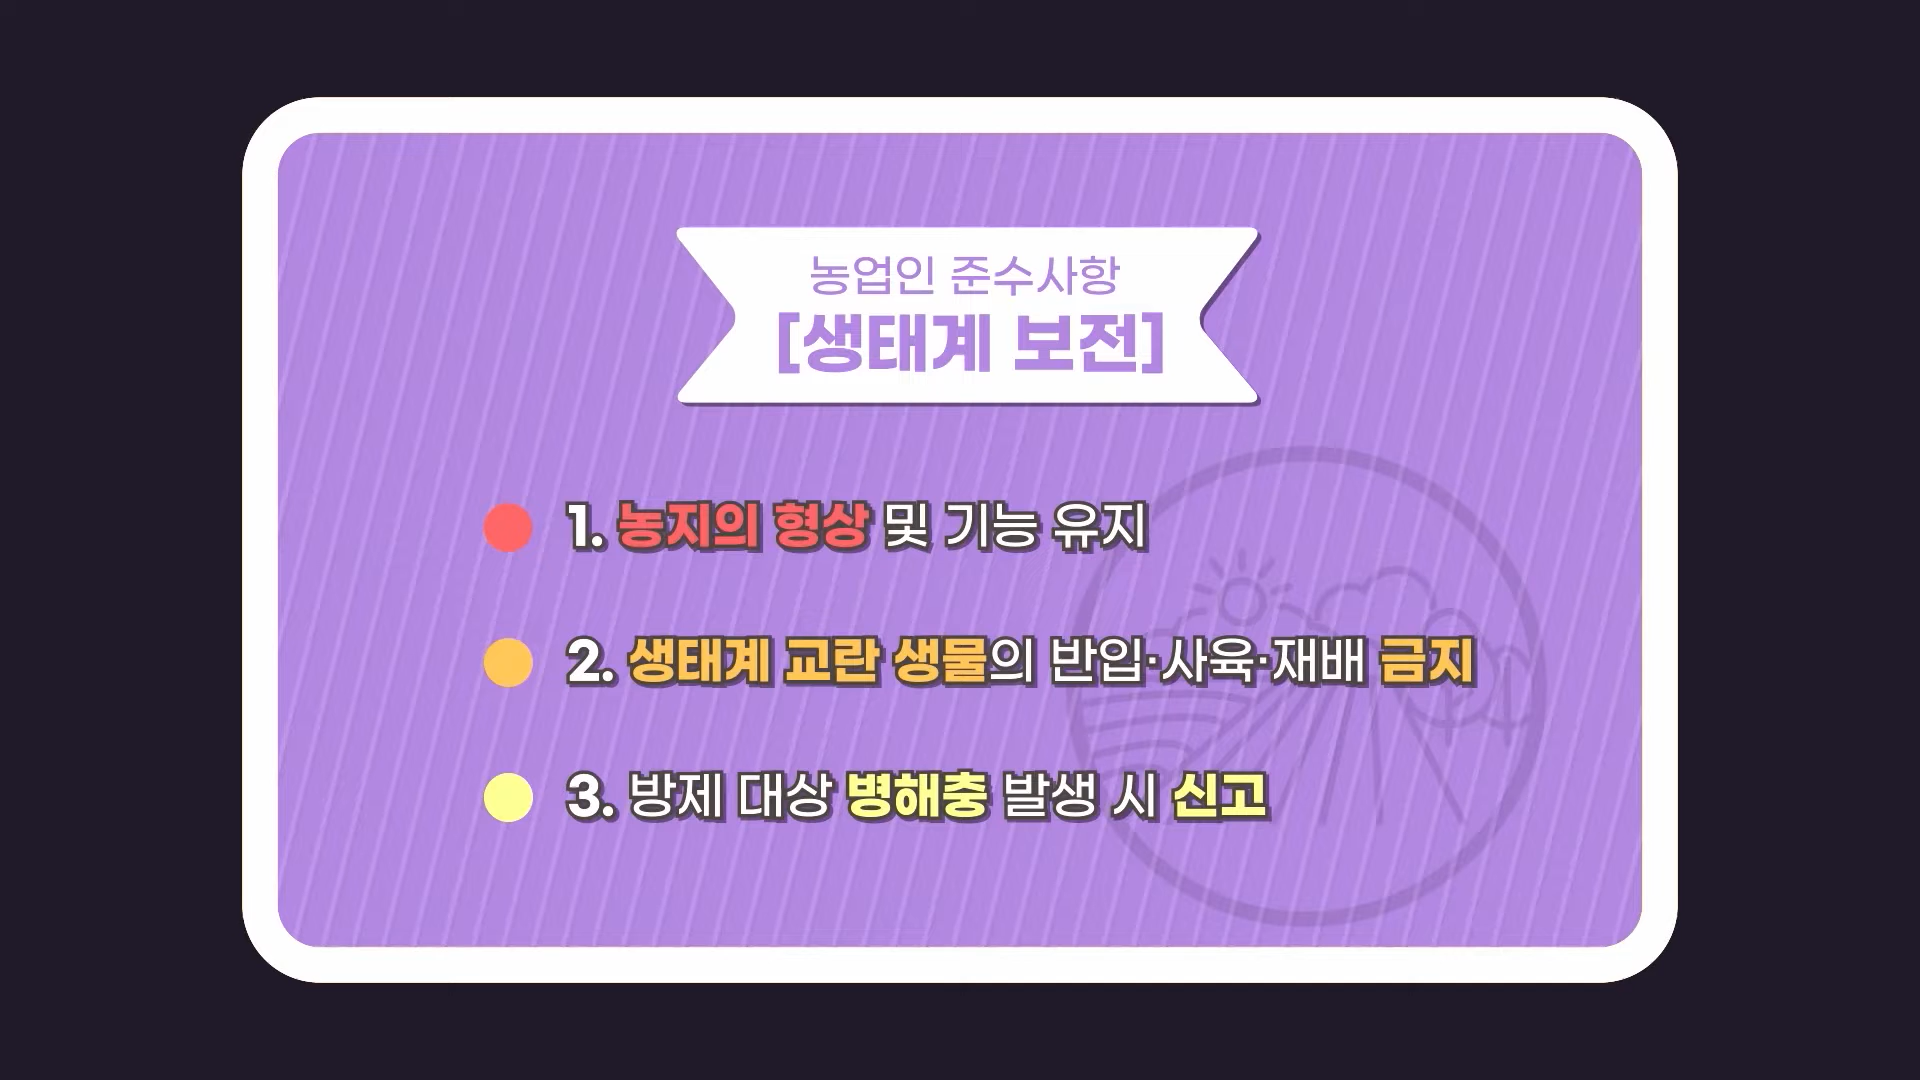 농업인 준수사항
[생태계 보전]
1. 농지의 형상 및 기능 유지
2. 생태계 교란 생물의 반입·사육·재배 금지
3. 방제 대상 병해충 발생 시 신고